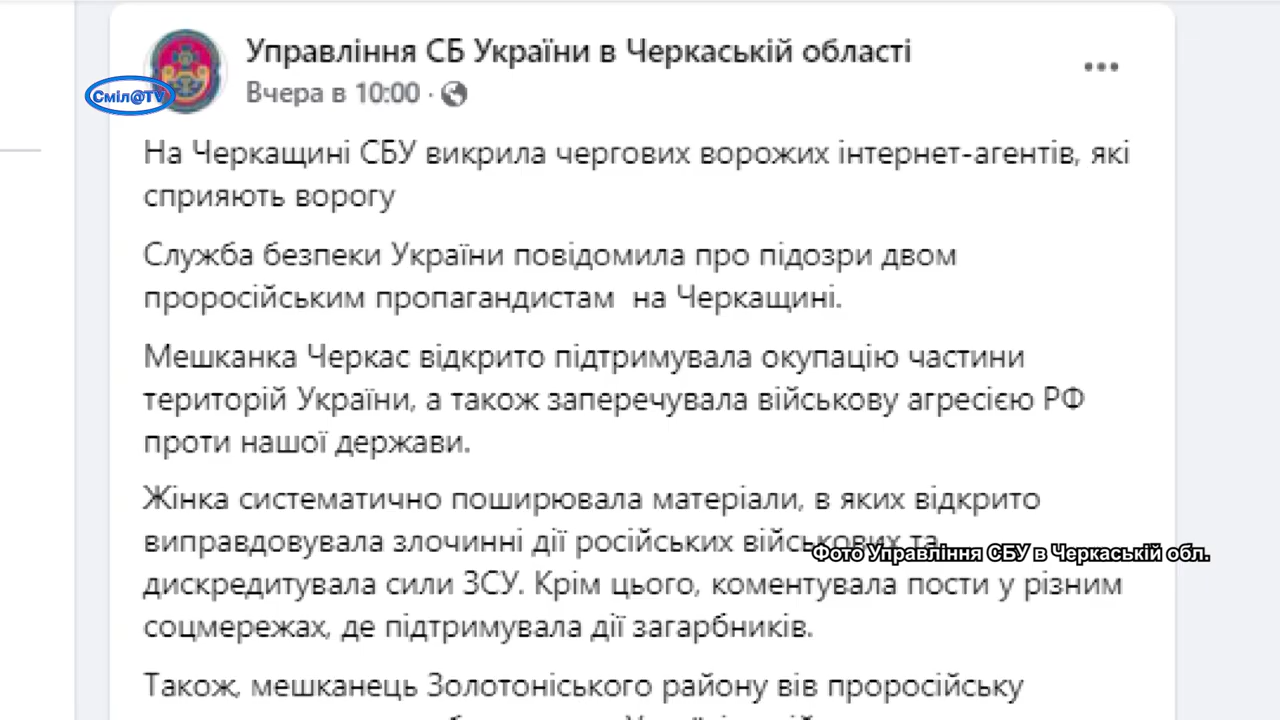 Управління СБ України в Черкаській області
Вчера в 10:00 ·
Сміл@TV
На Черкащині СБУ викрила чергових ворожих інтернет-агентів, які
сприяють ворогу
Служба безпеки України повідомила про підозри двом
проросійським пропагандистам на Черкащині.
Мешканка Черкас відкрито підтримувала окупацію частини
територій України, а також заперечувала військову агресією РФ
проти нашої держави.
Жінка систематично поширювала матеріали, в яких відкрито
виправдовувала злочинні дії російських військових та
Фото Управління СБУ в Черкаській обл.
дискредитувала сили ЗСУ. Крім цього, коментувала пости у різним
соцмережах, де підтримувала дії загарбників.
Також, мешканець Золотоніського району вів проросійську